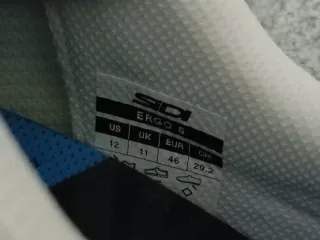 SIDI
ERGO 5
US UK EUR CM
12 11 46 29.2